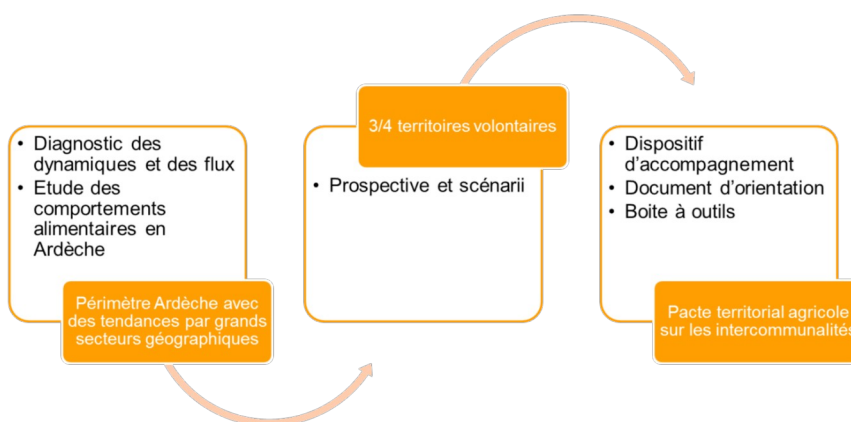 • Diagnostic des
dynamiques et des flux
• Etude des
comportements
alimentaires en
Ardèche
Périmètre Ardèche avec
des tendances par grands
secteurs géographiques
3/4 territoires volontaires
• Prospective et scénarii
• Dispositif
d'accompagnement
• Document d'orientation
• Boite à outils
Pacte territorial agricole
sur les intercommunalités